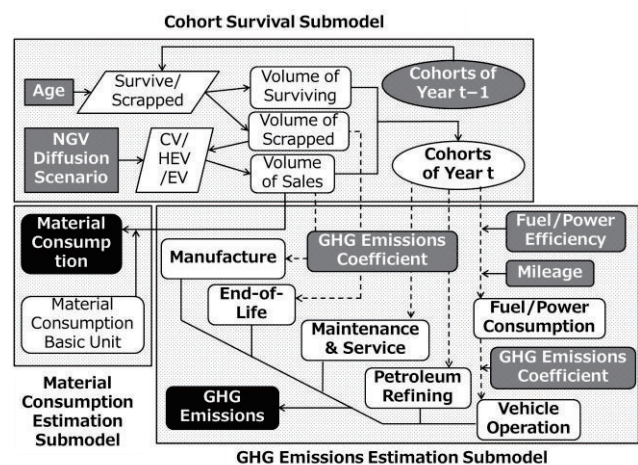 Cohort Survival Submodel
Age
Survive/
Scrapped
Volume of
Surviving
Cohorts of
Year t−1
NGV
Diffusion
Scenario
CV/
HEV
/EV
Volume of
Scrapped
Volume
of Sales
Cohorts
of Year t
Material
Consump
tion
Material
Consumption
Basic Unit
Material
Consumption
Estimation
Submodel
Manufacture
GHG Emissions
Coefficient
End-of-
Life
Maintenance
& Service
Petroleum
Refining
GHG
Emissions
Fuel/Power
Efficiency
Mileage
Fuel/Power
Consumption
GHG Emissions
Coefficient
Vehicle
Operation
GHG Emissions Estimation Submodel